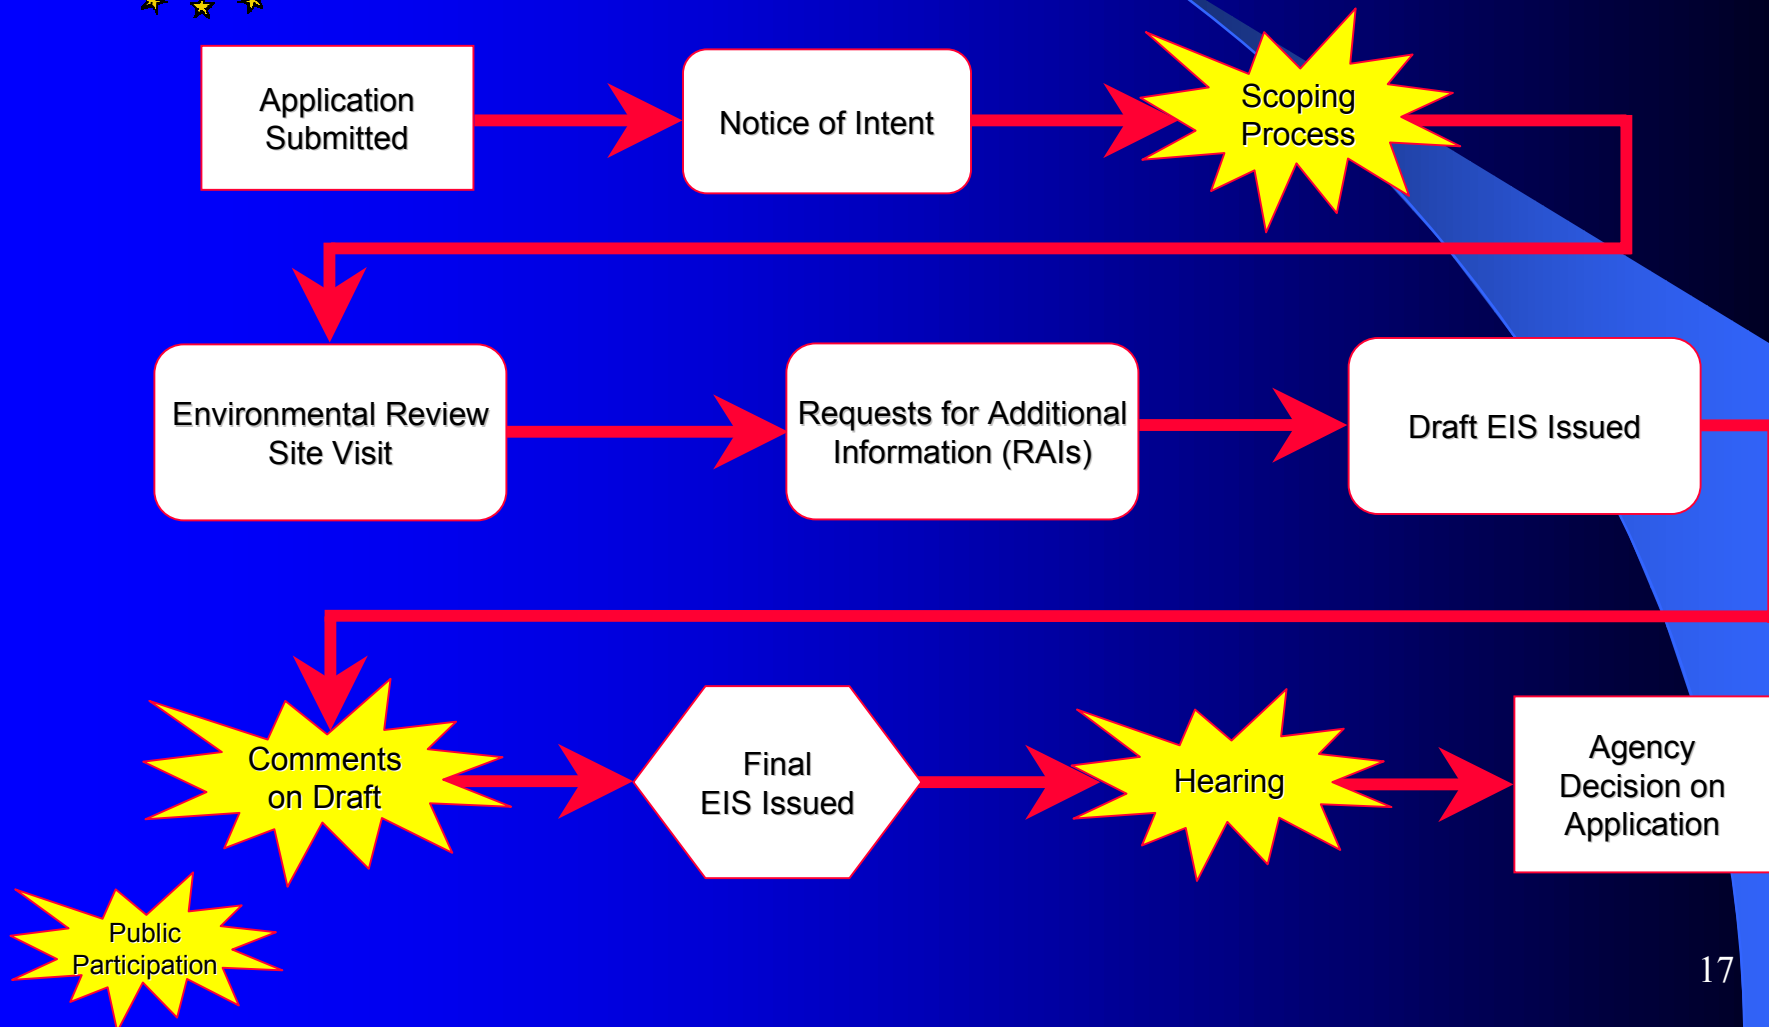 Application
Submitted
Notice of Intent
Scoping
Process
Environmental Review
Site Visit
Requests for Additional
Information (RAIs)
Draft EIS Issued
Comments
on Draft
Final
EIS Issued
Hearing
Agency
Decision on
Application
Public
Participation
17